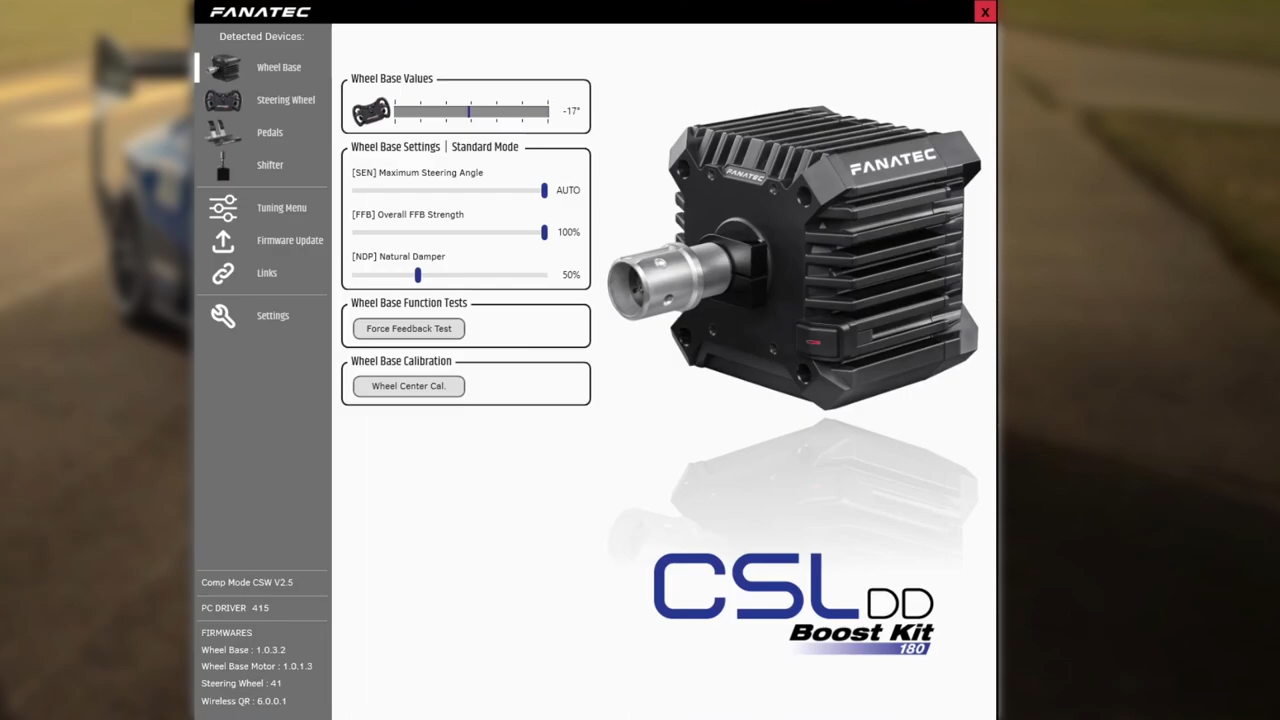 FANATEC
X
Detected Devices:
Wheel Base
Steering Wheel
Pedals
Shifter
Tuning Menu
Firmware Update
Links
Settings
Comp Mode CSW V2.5
PC DRIVER 415
FIRMWARES
Wheel Base : 1.0.3.2
Wheel Base Motor : 1.0.1.3
Steering Wheel : 41
Wireless QR : 6.0.0.1
Wheel Base Values
-17°
Wheel Base Settings | Standard Mode
[SEN] Maximum Steering Angle
AUTO
[FFB] Overall FFB Strength
100%
[NDP] Natural Damper
50%
Wheel Base Function Tests
Force Feedback Test
Wheel Base Calibration
Wheel Center Cal.
FANATEC
FANATEC
CSL DD
Boost Kit
180